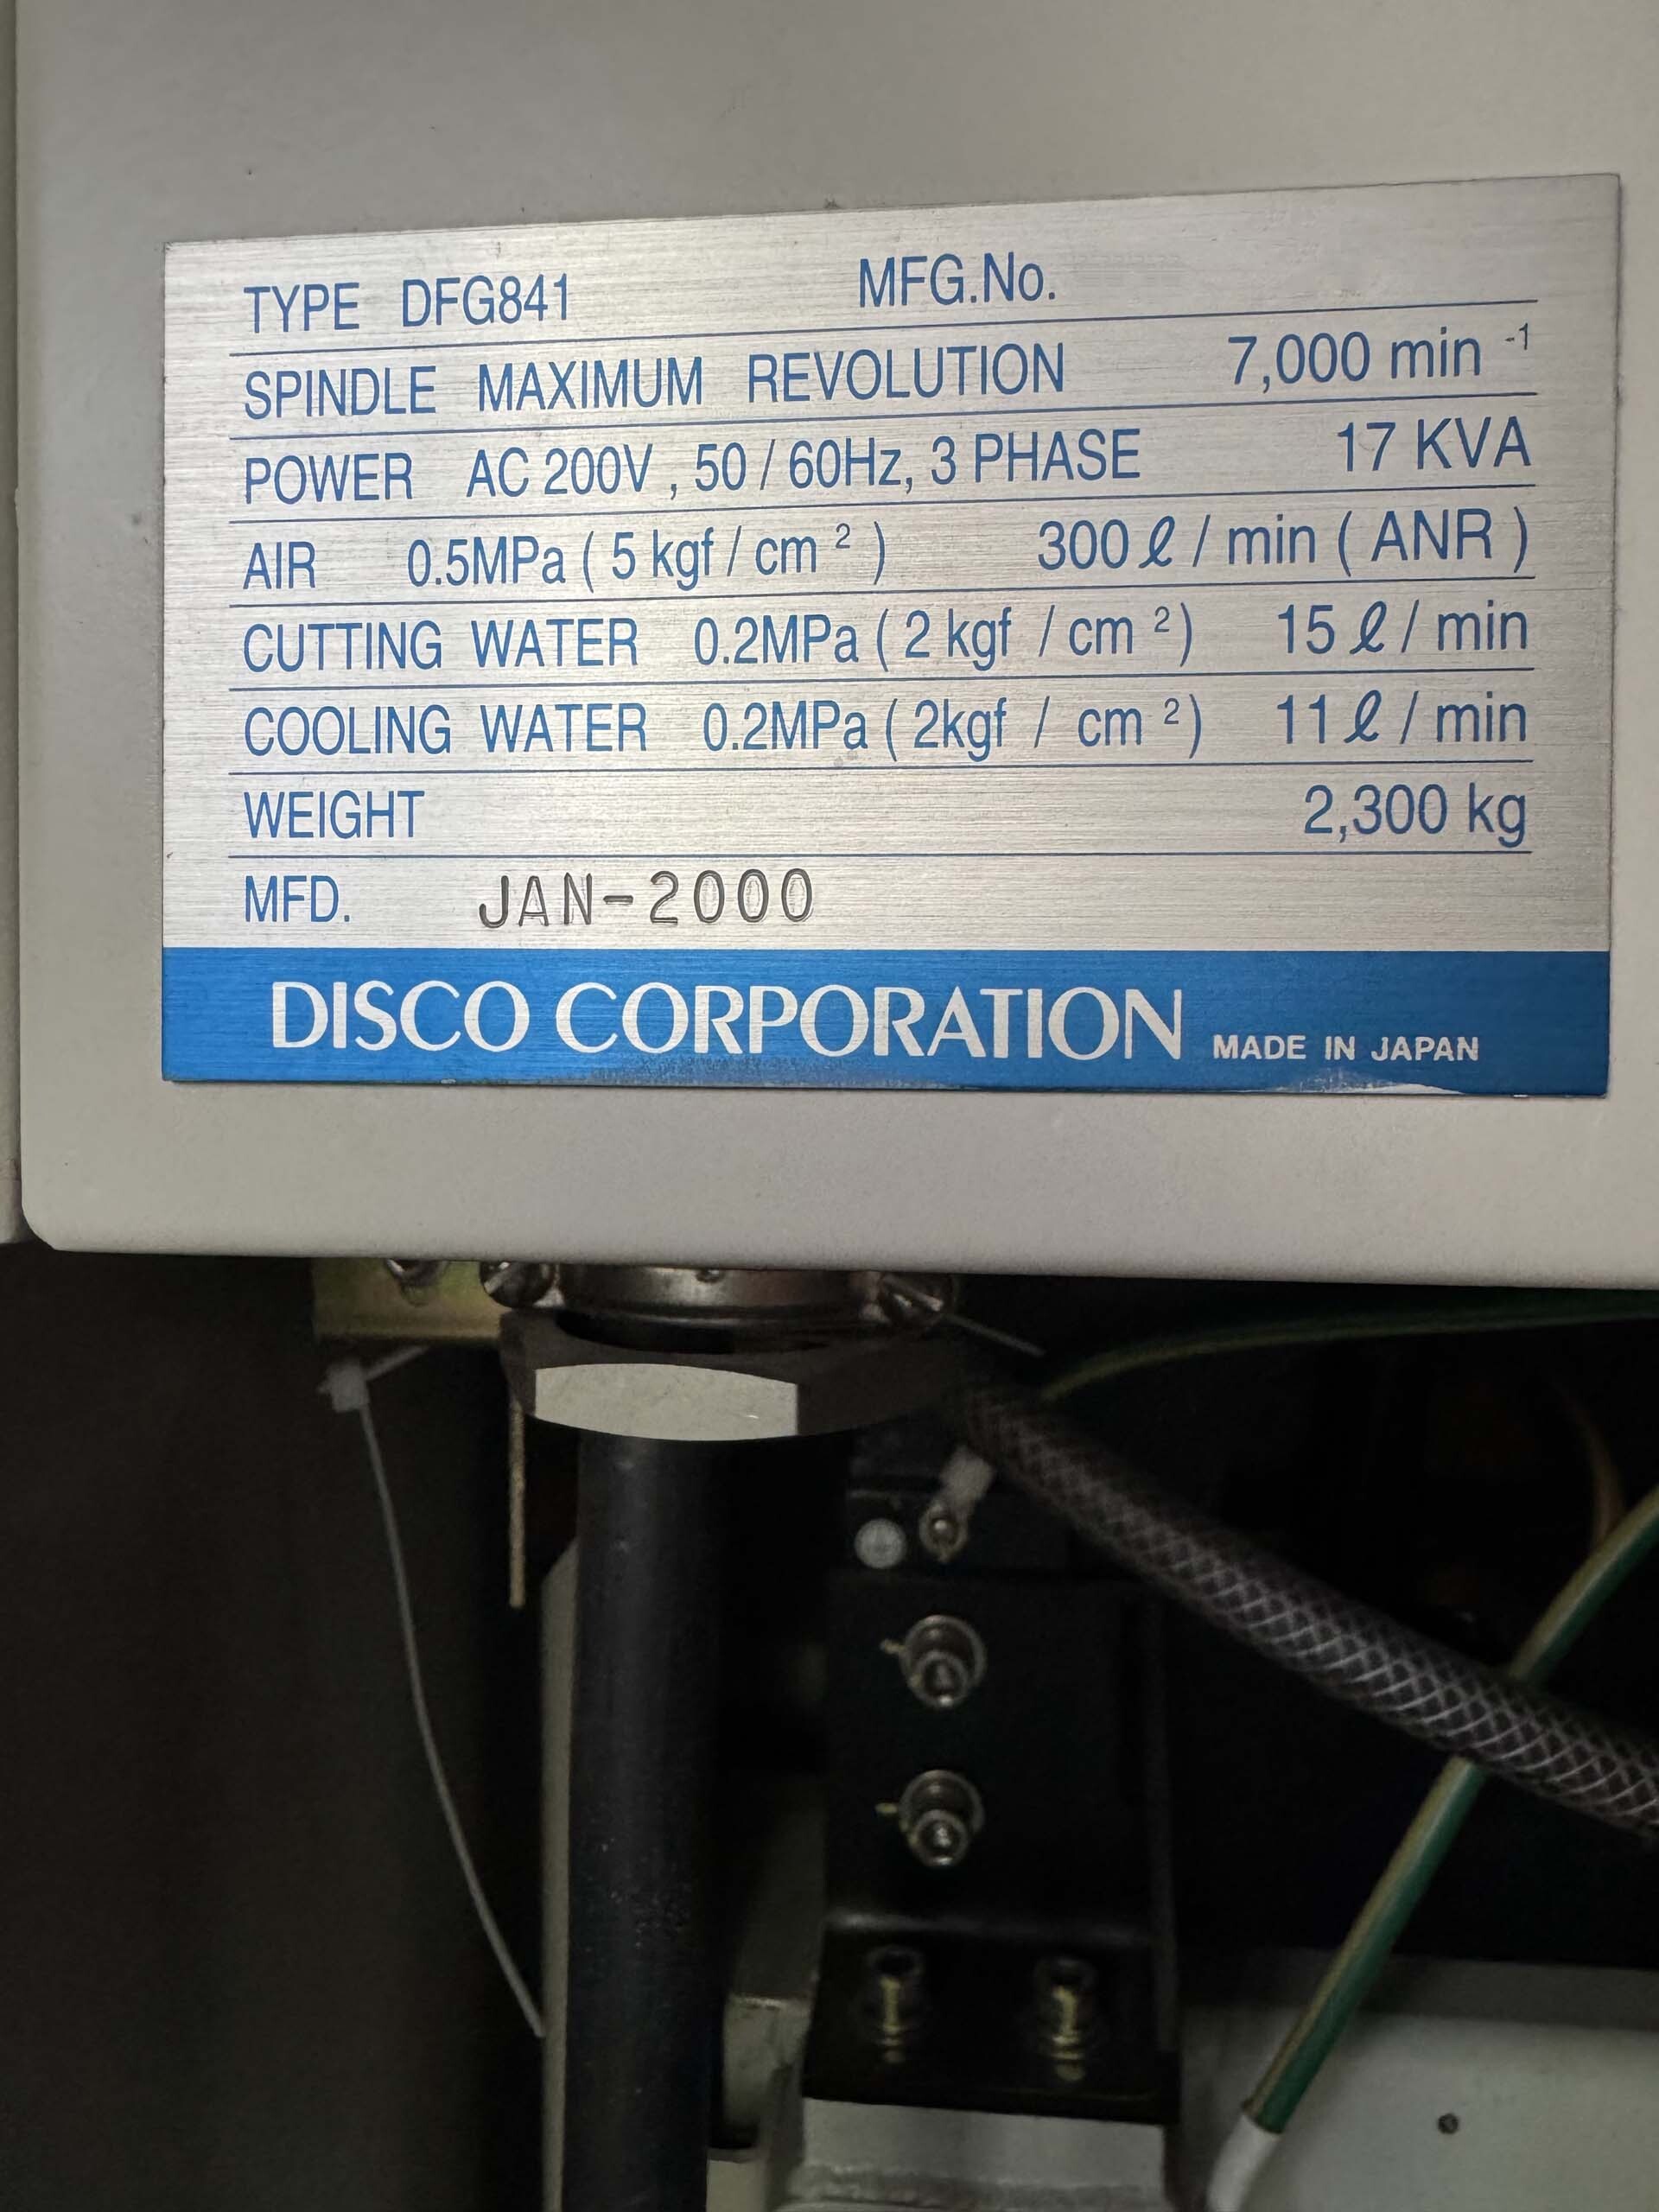 TYPE DFG841 MFG.No.
SPINDLE MAXIMUM REVOLUTION 7,000 min ⁻¹
POWER AC 200V , 50 / 60Hz, 3 PHASE 17 KVA
AIR 0.5MPa ( 5 kgf / cm ² ) 300 ℓ / min ( ANR )
CUTTING WATER 0.2MPa ( 2 kgf / cm ² ) 15 ℓ / min
COOLING WATER 0.2MPa ( 2kgf / cm ² ) 11 ℓ / min
WEIGHT 2,300 kg
MFD. JAN-2000
DISCO CORPORATION MADE IN JAPAN